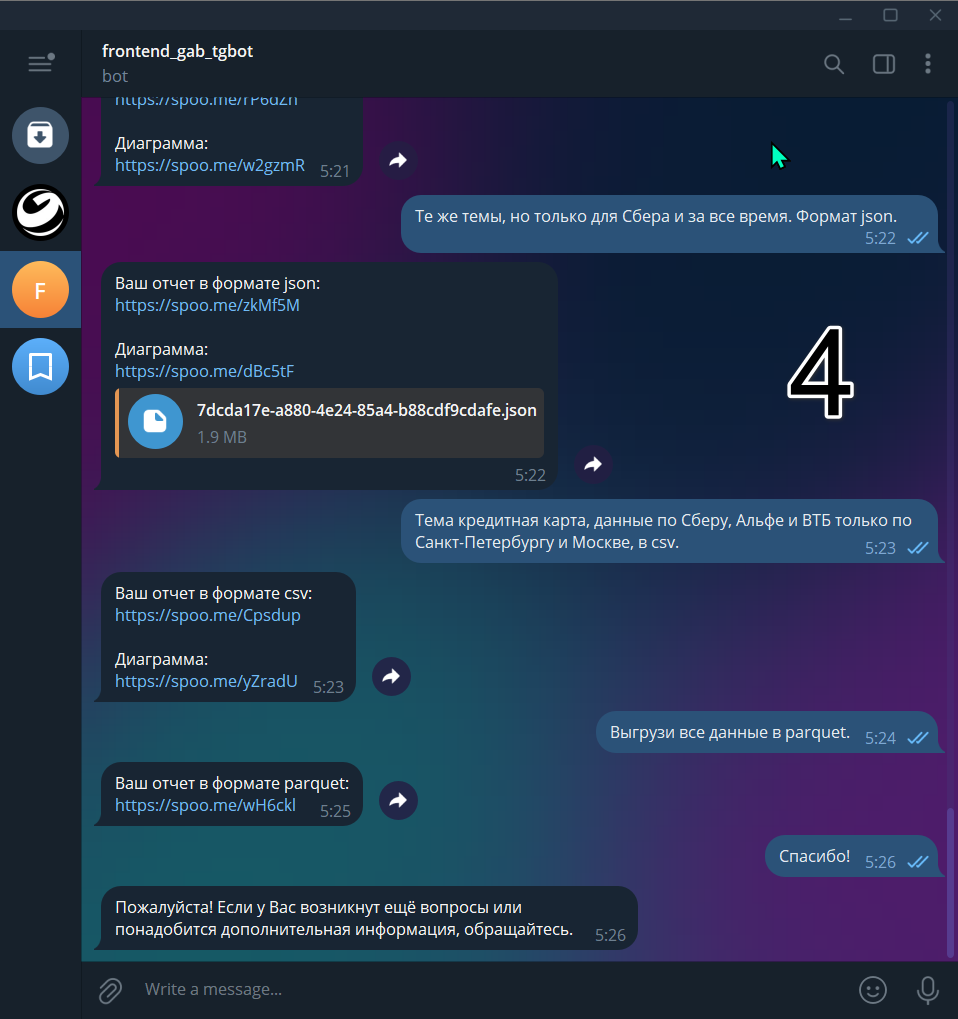 frontend_gab_tgbot
bot
https://spoo.me/rP6dZh
Диаграмма:
https://spoo.me/w2gzmR 5:21
Те же темы, но только для Сбера и за все время. Формат json.
5:22
Ваш отчет в формате json:
https://spoo.me/zkMf5M
Диаграмма:
https://spoo.me/dBc5tF
7dcda17e-a880-4e24-85a4-b88cdf9cdafe.json
1.9 MB
5:22
4
Тема кредитная карта, данные по Сберу, Альфе и ВТБ только по
Санкт-Петербургу и Москве, в csv.
5:23
Ваш отчет в формате csv:
https://spoo.me/Cpsdup
Диаграмма:
https://spoo.me/yZradU 5:23
Выгрузи все данные в parquet. 5:24
Ваш отчет в формате parquet:
https://spoo.me/wH6ckl 5:25
Спасибо! 5:26
Пожалуйста! Если у Вас возникнут ещё вопросы или
понадобится дополнительная информация, обращайтесь. 5:26
F
Write a message...